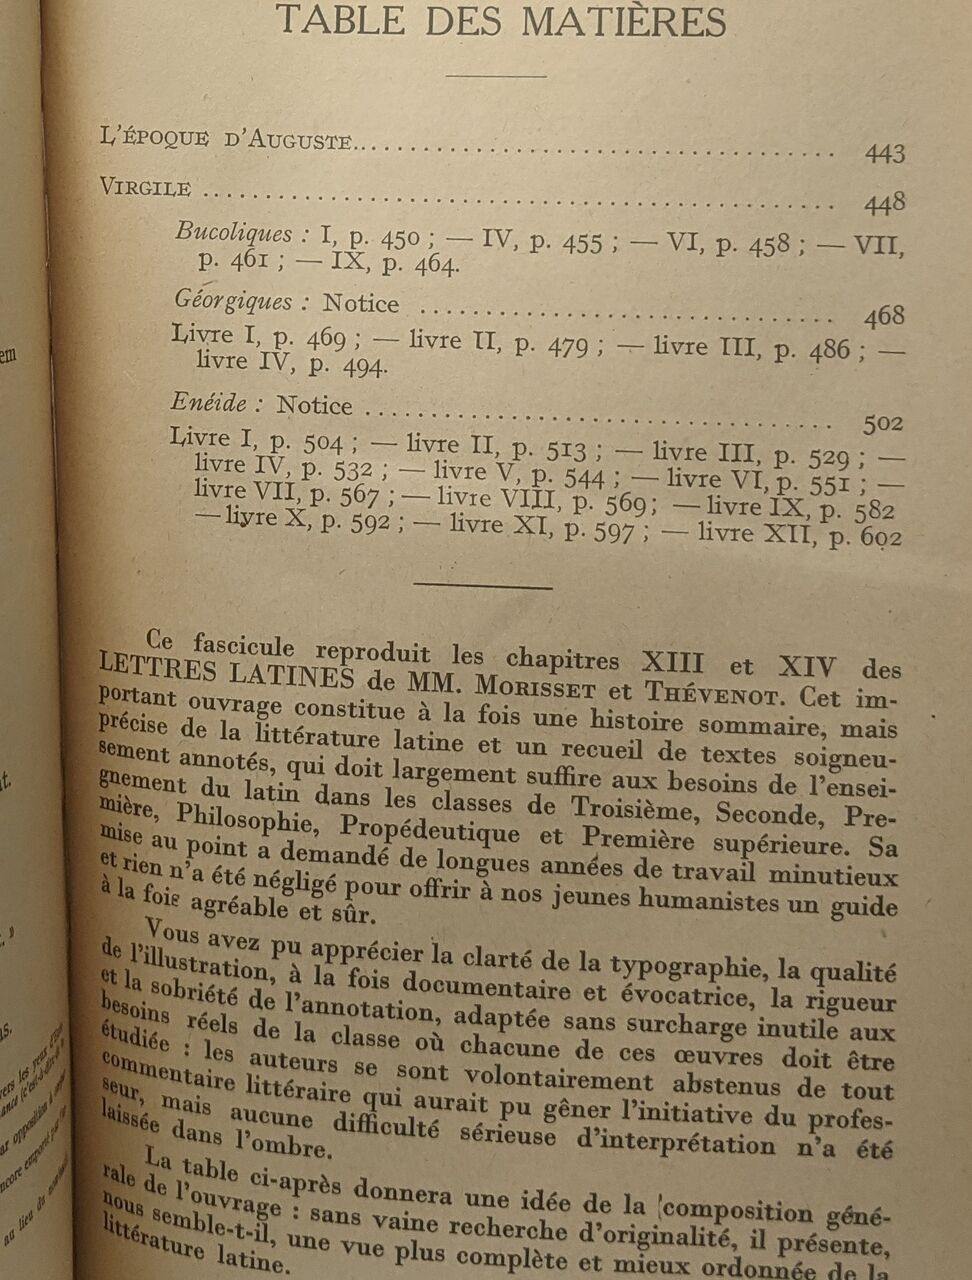 TABLE DES MATIÈRES
L'ÉPOQUE D'AUGUSTE........................................ 443
VIRGILE ........................................ 448
Bucoliques : I, p. 450 ; — IV, p. 455 ; — VI, p. 458 ; — VII,
p. 461 ; — IX, p. 464.
Géorgiques : Notice .............................. 468
Livre I, p. 469 ; — livre II, p. 479 ; — livre III, p. 486 ; —
livre IV, p. 494.
Enéide : Notice .............................. 502
Livre I, p. 504 ; — livre II, p. 513 ; — livre III, p. 529 ; —
livre IV, p. 532 ; — livre V, p. 544 ; — livre VI, p. 551 ; —
livre VII, p. 567 ; — livre VIII, p. 569 ; — livre IX, p. 582
— livre X, p. 592 ; — livre XI, p. 597 ; — livre XII, p. 602
Ce fascicule reproduit les chapitres XIII et XIV des
LETTRES LATINES de MM. MORISSET et THÉVENOT. Cet im-
portant ouvrage constitue à la fois une histoire sommaire, mais
précise de la littérature latine et un recueil de textes soigneu-
sement annotés, qui doit largement suffire aux besoins de l'ensei-
gnement du latin dans les classes de Troisième, Seconde, Pre-
mière, Philosophie, Propédeutique et Première supérieure. Sa
mise au point a demandé de longues années de travail minutieux
et rien n'a été négligé pour offrir à nos jeunes humanistes un guide
à la fois agréable et sûr.
Vous avez pu apprécier la clarté de la typographie, la qualité
de l'illustration, à la fois documentaire et évocatrice, la rigueur
et la sobriété de l'annotation, adaptée sans surcharge inutile aux
besoins réels de la classe où chacune de ces œuvres doit être
étudiée : les auteurs se sont volontairement abstenus de tout
commentaire littéraire qui aurait pu gêner l'initiative du profes-
seur, mais aucune difficulté sérieuse d'interprétation n'a été
laissée dans l'ombre.
La table ci-après donnera une idée de la composition géné-
rale de l'ouvrage : sans vaine recherche d'originalité, il présente,
nous semble-t-il, une vue plus complète et mieux ordonnée de la
littérature latine.